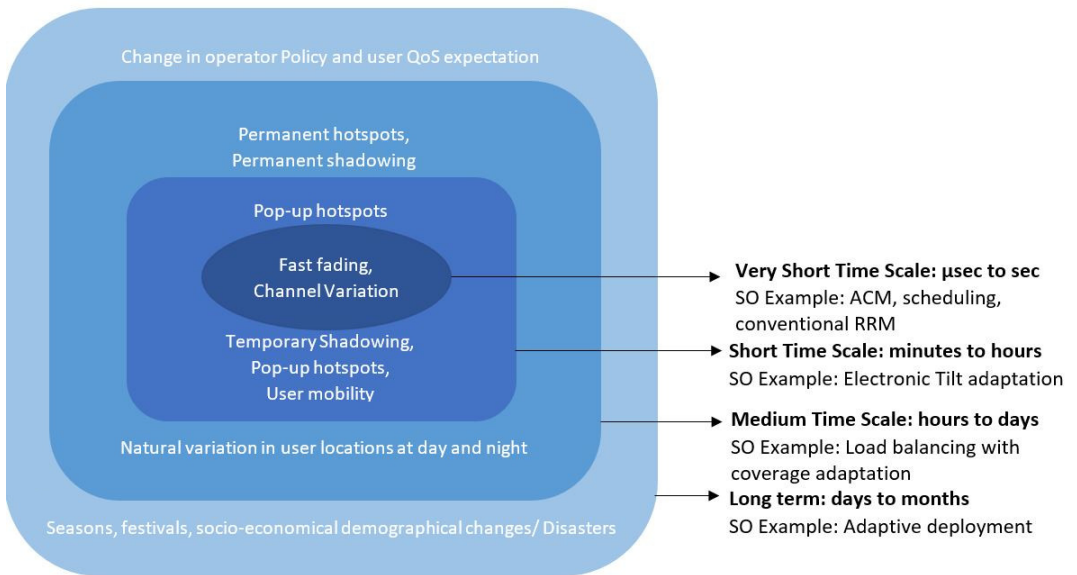 Change in operator Policy and user QoS expectation
Permanent hotspots,
Permanent shadowing
Pop-up hotspots
Fast fading,
Channel Variation
Temporary Shadowing,
Pop-up hotspots,
User mobility
Natural variation in user locations at day and night
Seasons, festivals, socio-economical demographical changes/ Disasters
Very Short Time Scale: µsec to sec
SO Example: ACM, scheduling,
conventional RRM
Short Time Scale: minutes to hours
SO Example: Electronic Tilt adaptation
Medium Time Scale: hours to days
SO Example: Load balancing with
coverage adaptation
Long term: days to months
SO Example: Adaptive deployment